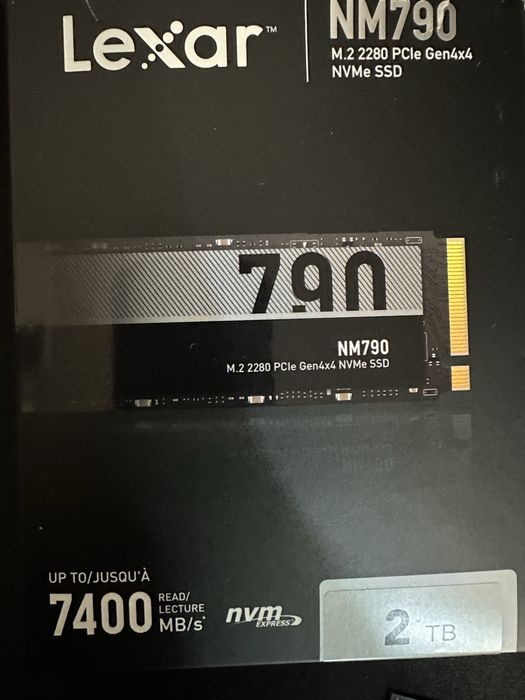 Lexar™
NM790
M.2 2280 PCIe Gen4x4
NVMe SSD
790
NM790
M.2 2280 PCIe Gen4x4 NVMe SSD
UP TO/JUSQU'À
7400 READ/
LECTURE
MB/s*
nvm
EXPRESS
2 TB